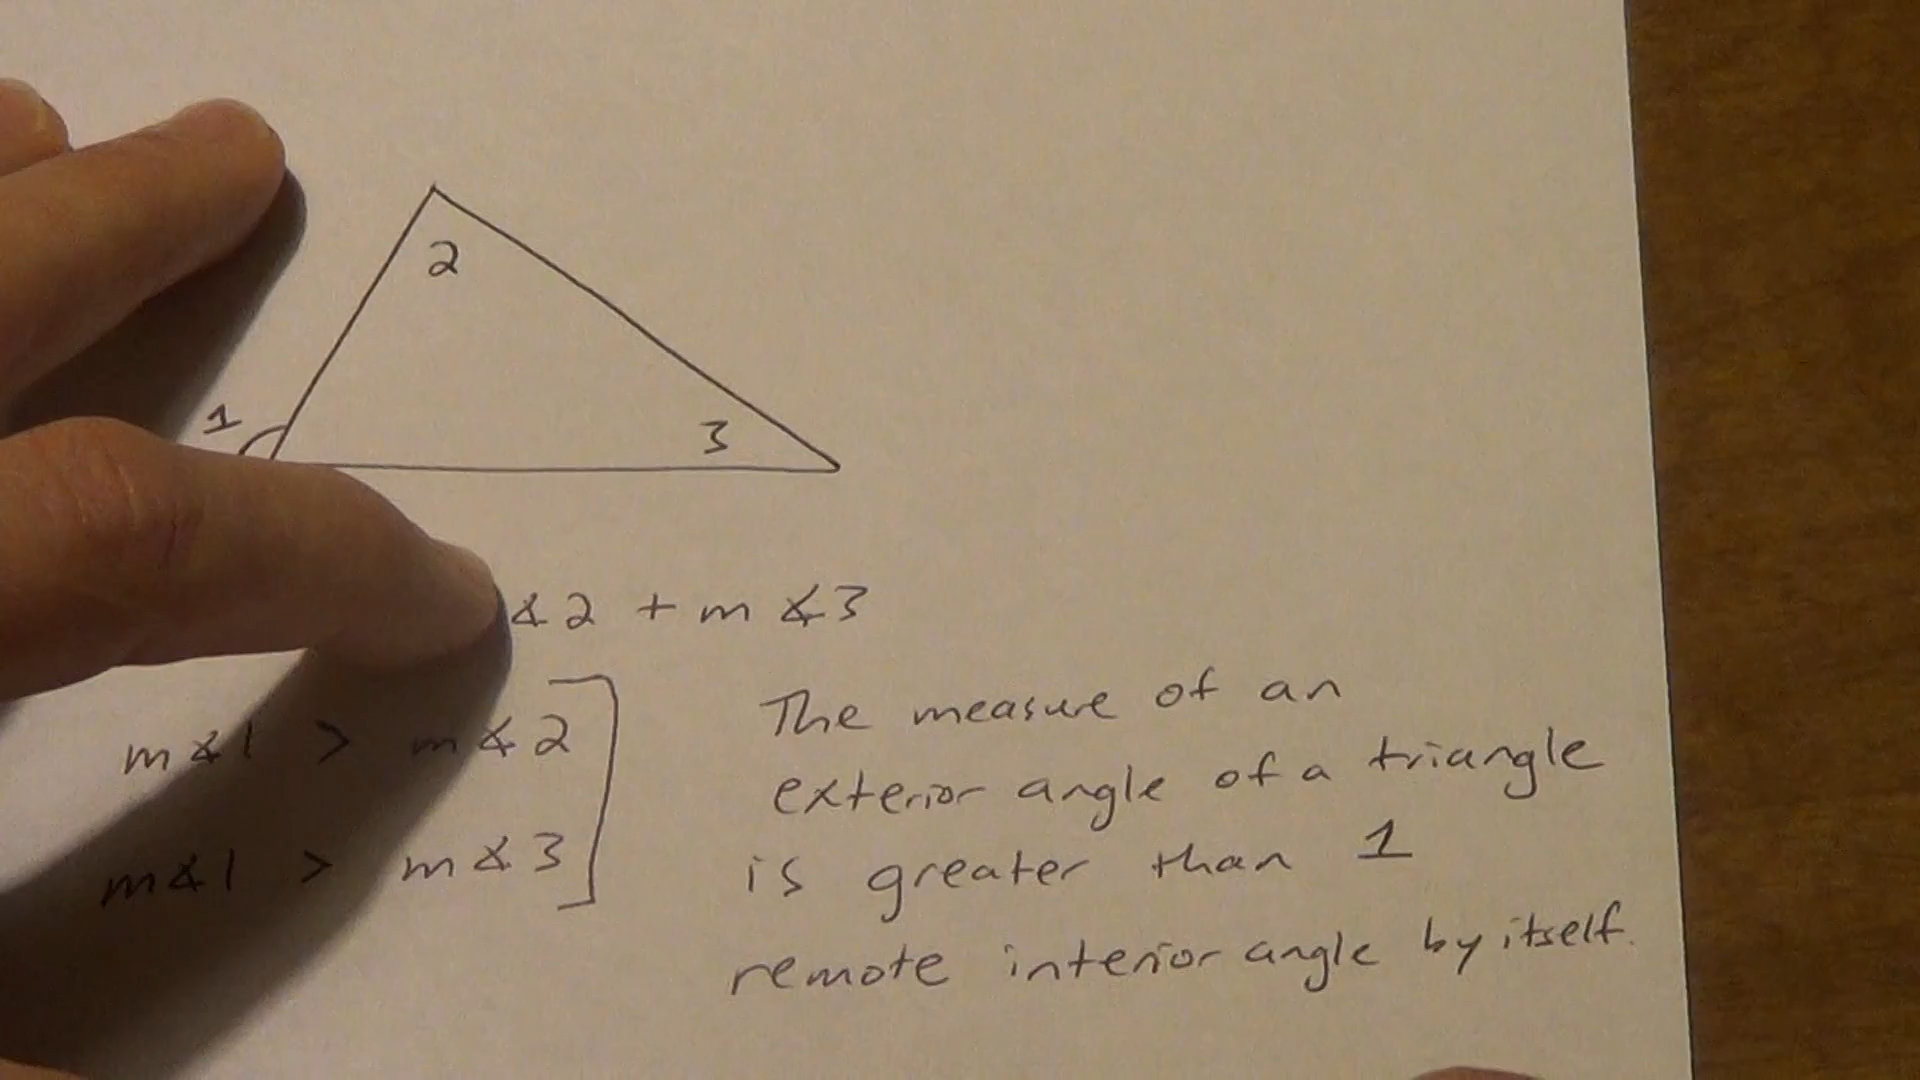 2
1
3
∡2 + m∡3
m∡1 > m∡2
m∡1 > m∡3
The measure of an
exterior angle of a triangle
is greater than 1
remote interior angle by itself.